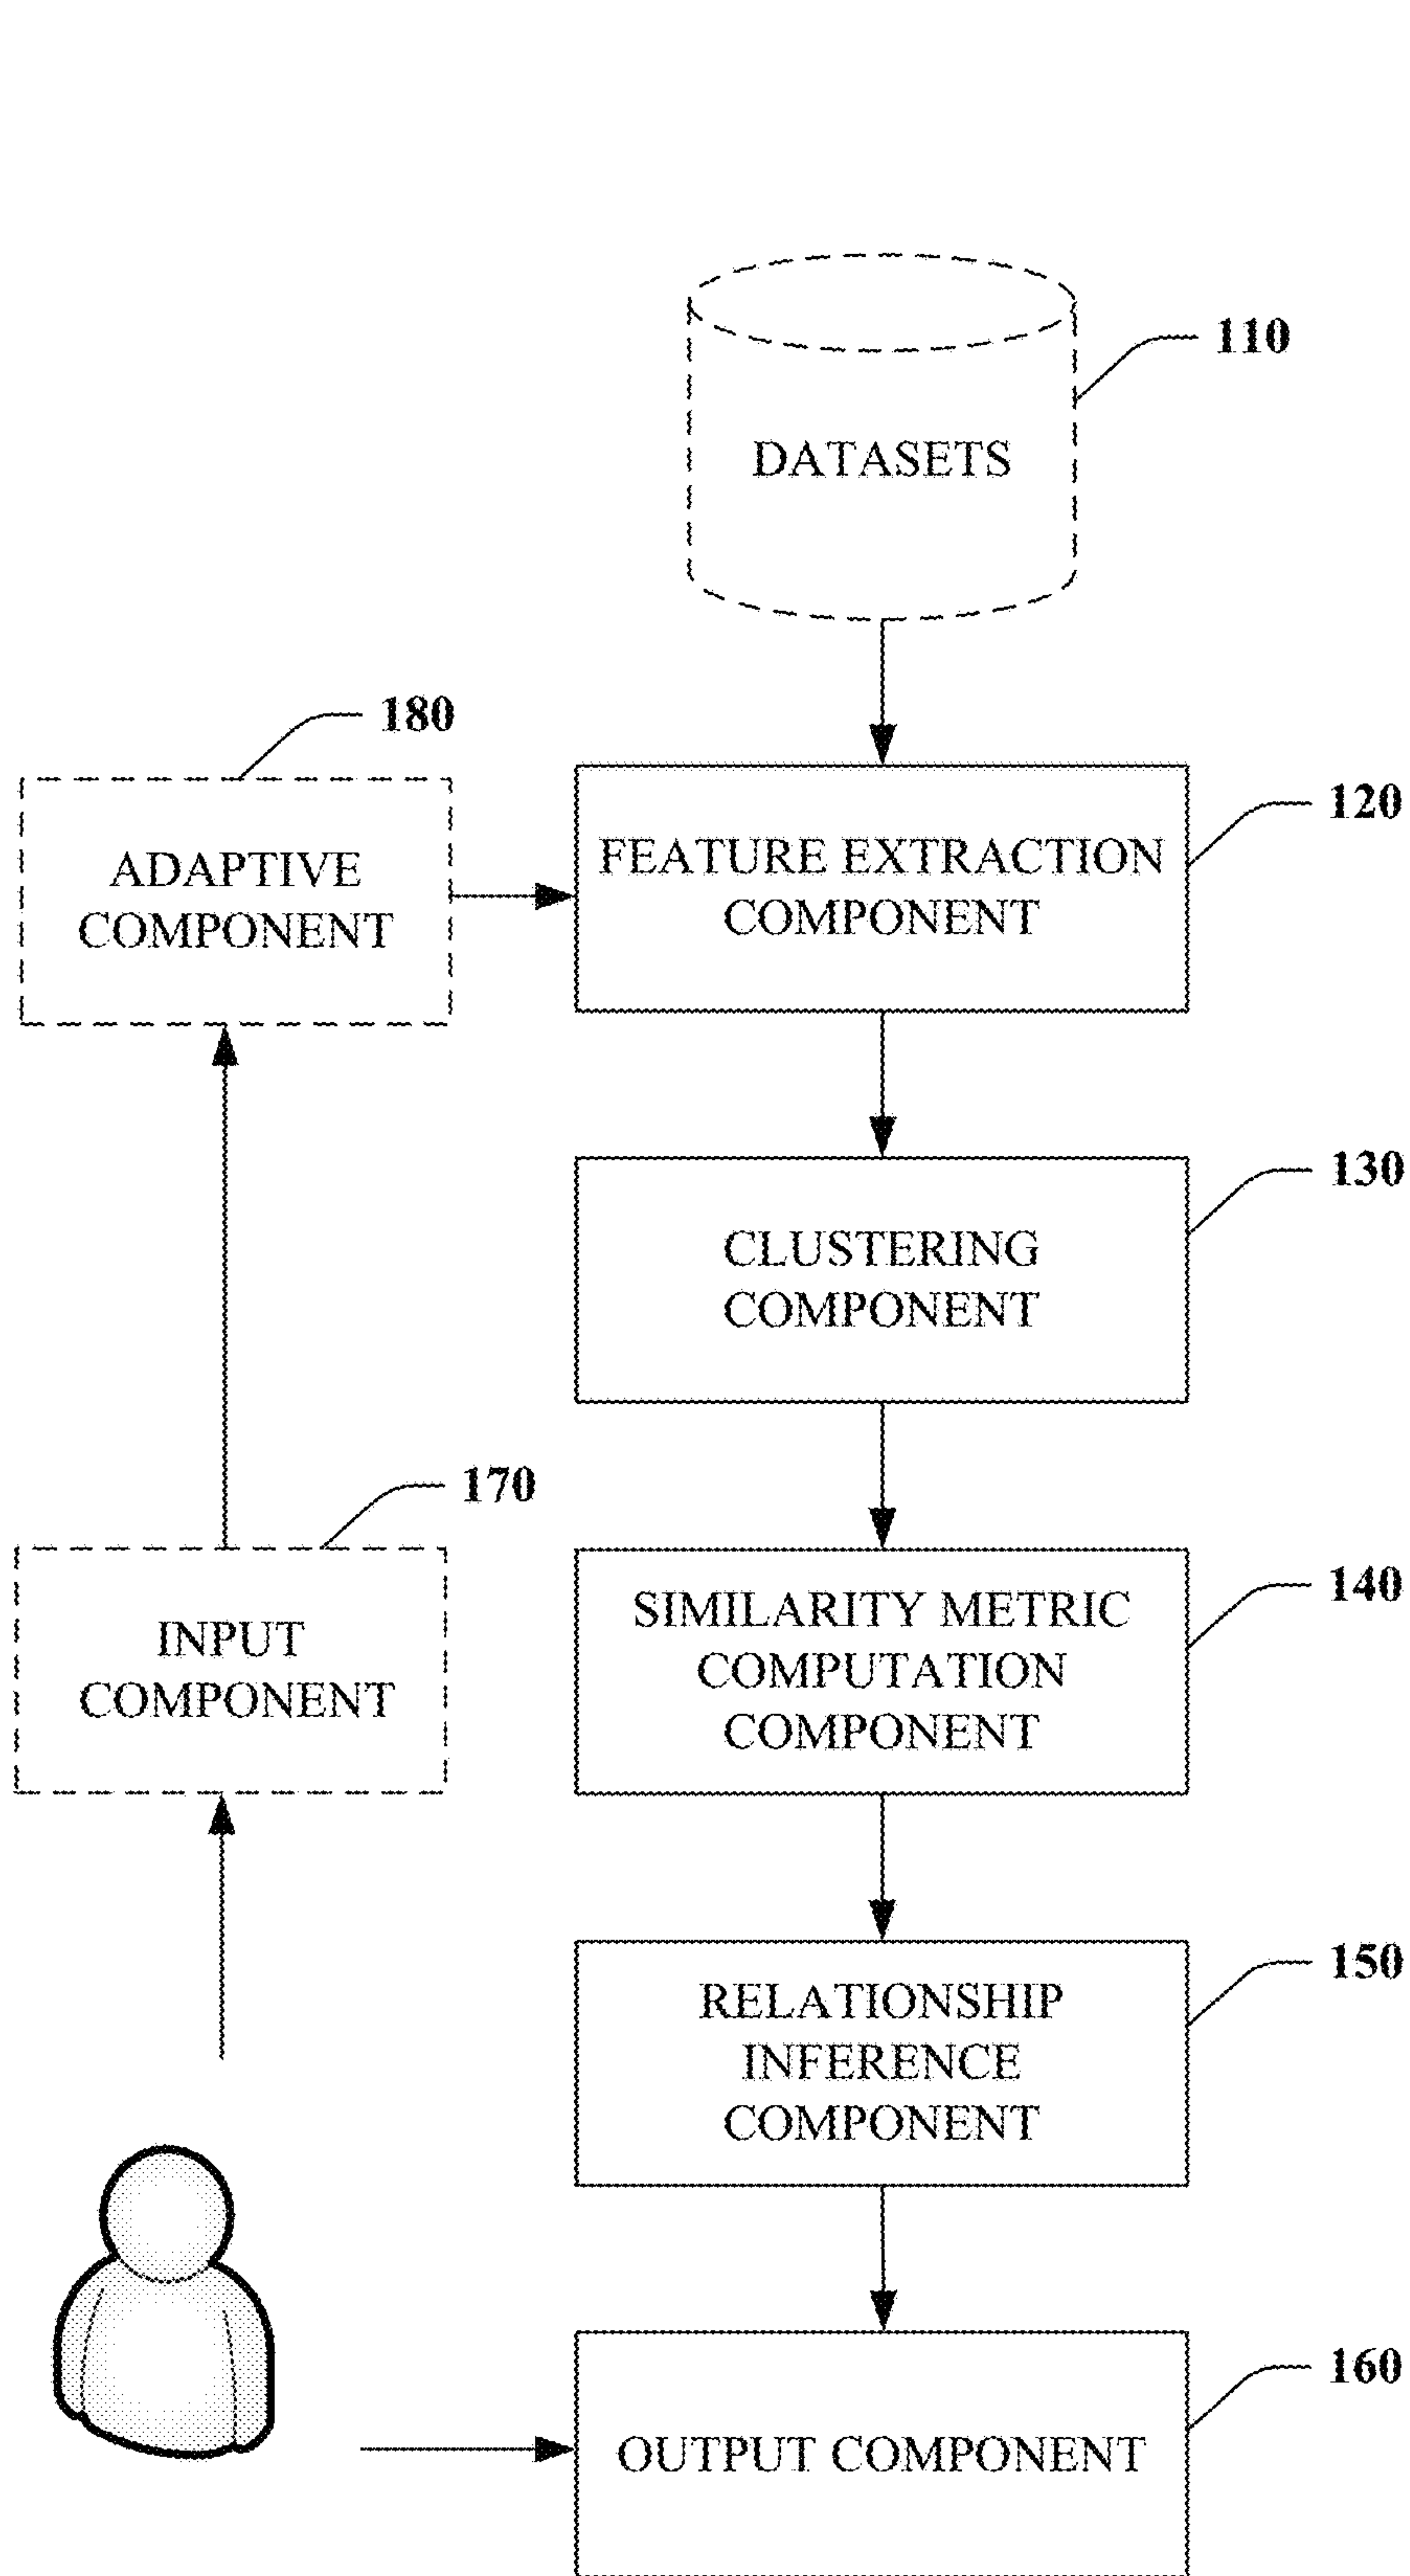 110
DATASETS
180
120
ADAPTIVE
COMPONENT
FEATURE EXTRACTION
COMPONENT
130
CLUSTERING
COMPONENT
170
140
INPUT
COMPONENT
SIMILARITY METRIC
COMPUTATION
COMPONENT
150
RELATIONSHIP
INFERENCE
COMPONENT
160
OUTPUT COMPONENT